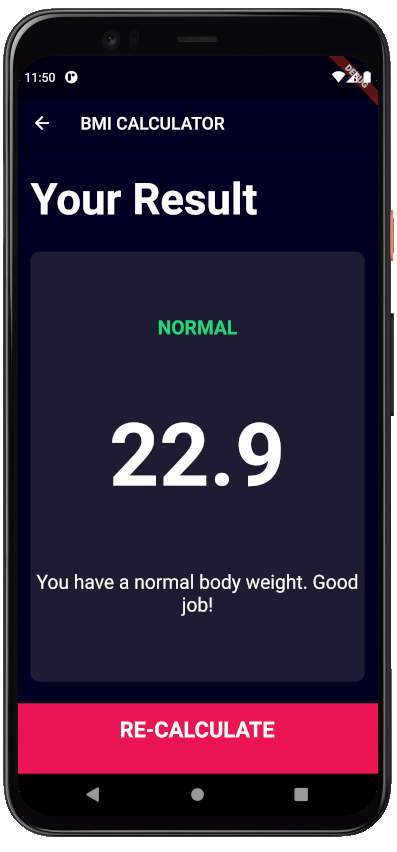 11:50
DEBUG
BMI CALCULATOR
Your Result
NORMAL
22.9
You have a normal body weight. Good
job!
RE-CALCULATE